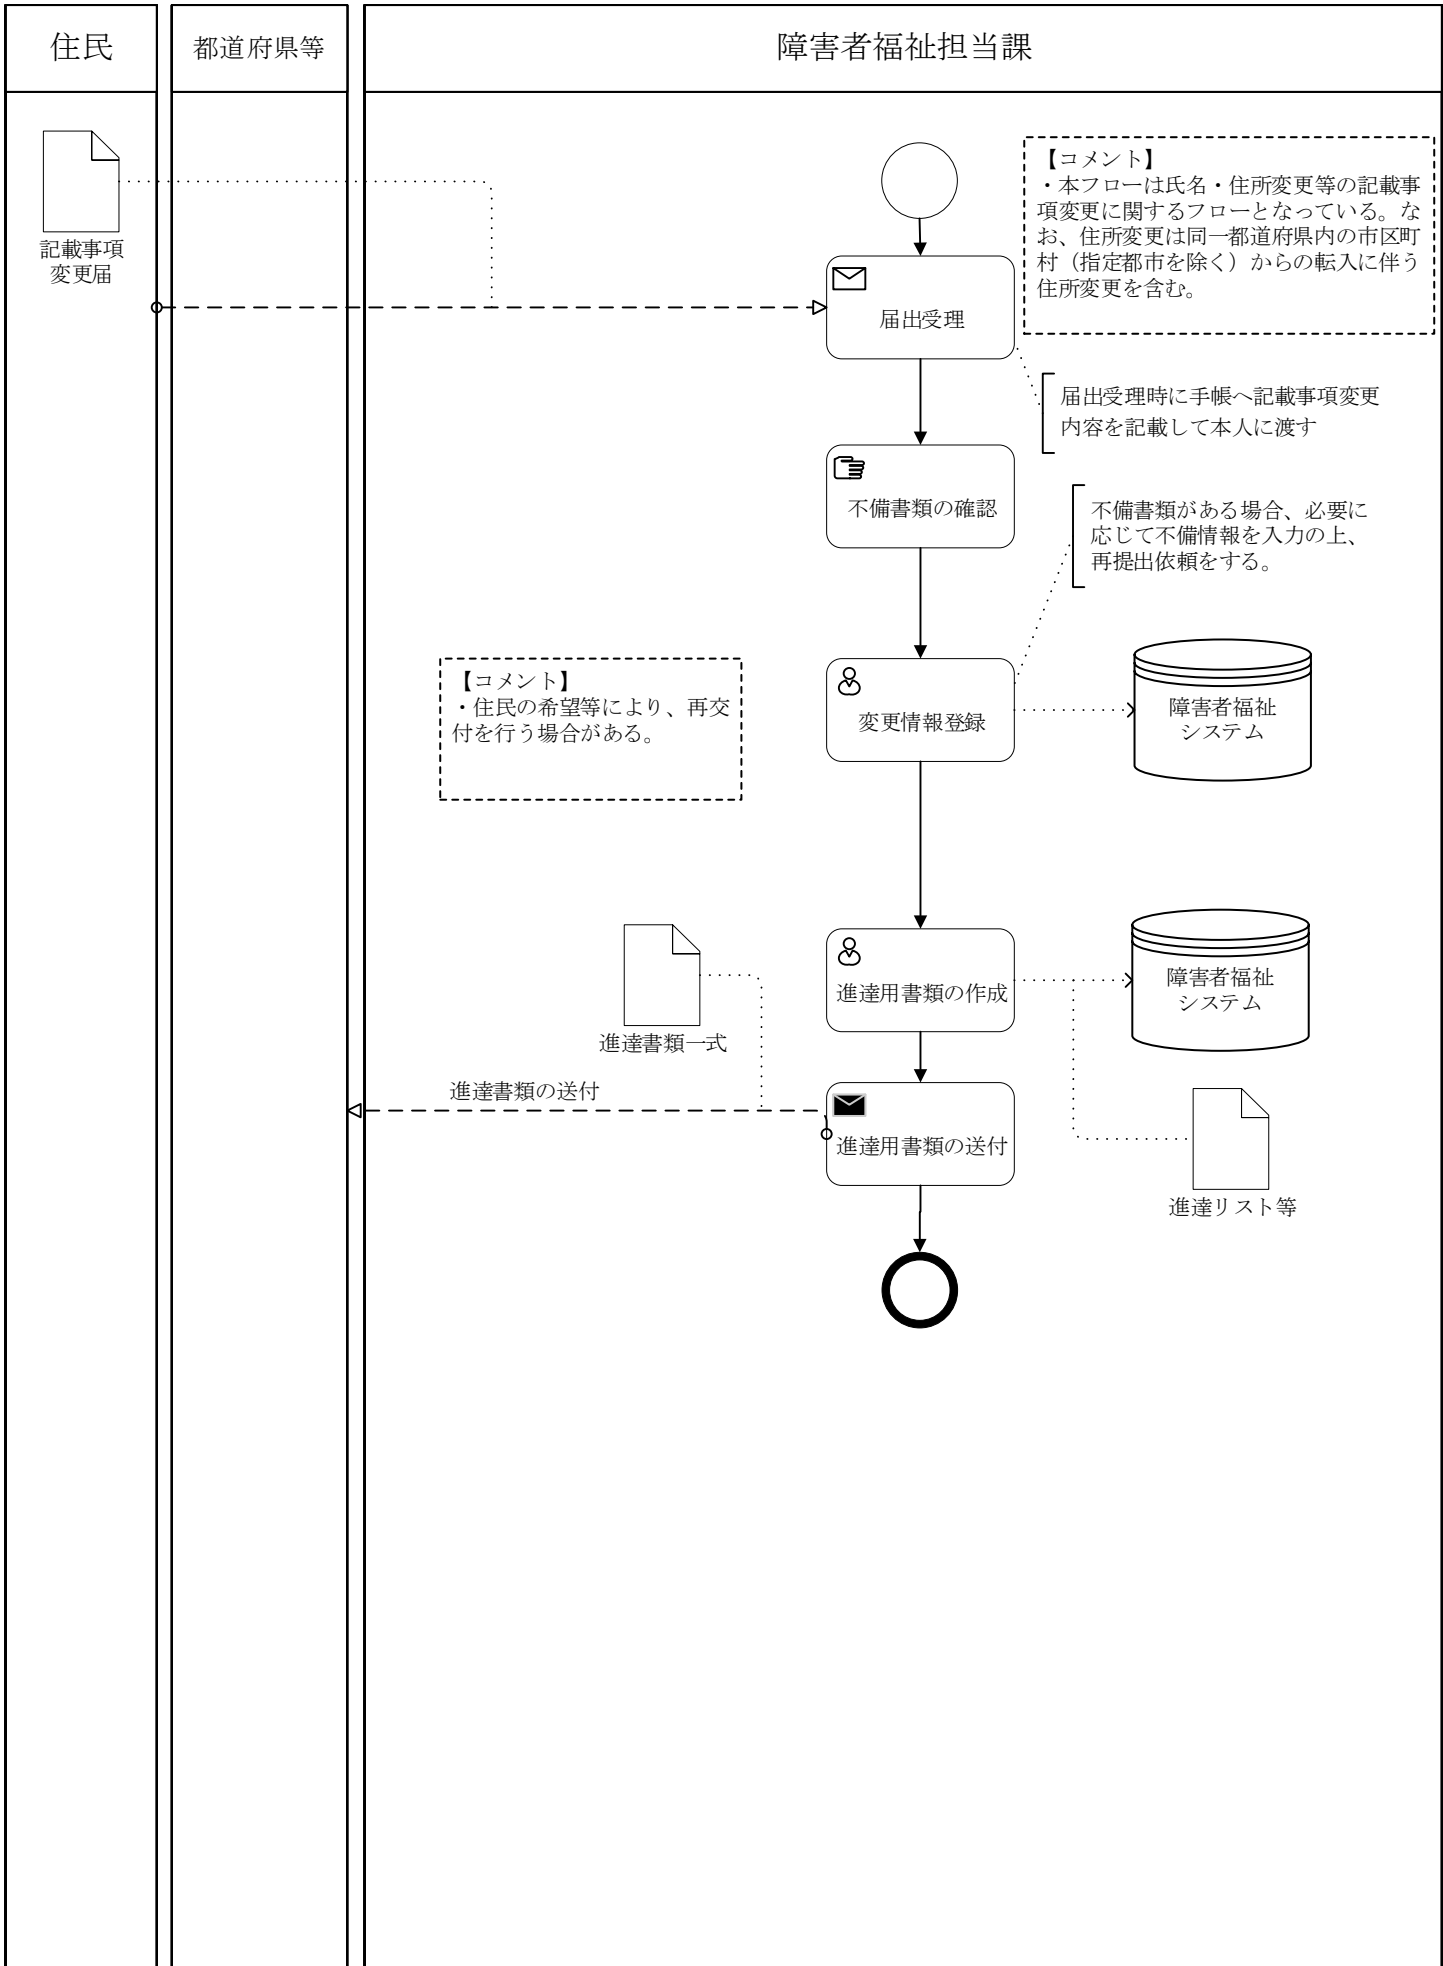 住民
都道府県等
障害者福祉担当課
記載事項
変更届
【コメント】
・本フローは氏名・住所変更等の記載事
項変更に関するフローとなっている。な
お、住所変更は同一都道府県内の市区町
村（指定都市を除く）からの転入に伴う
住所変更を含む。
届出受理
届出受理時に手帳へ記載事項変更
内容を記載して本人に渡す
不備書類の確認
不備書類がある場合、必要に
応じて不備情報を入力の上、
再提出依頼をする。
【コメント】
・住民の希望等により、再交
付を行う場合がある。
変更情報登録
障害者福祉
システム
進達書類一式
進達用書類の作成
障害者福祉
システム
進達書類の送付
進達用書類の送付
進達リスト等